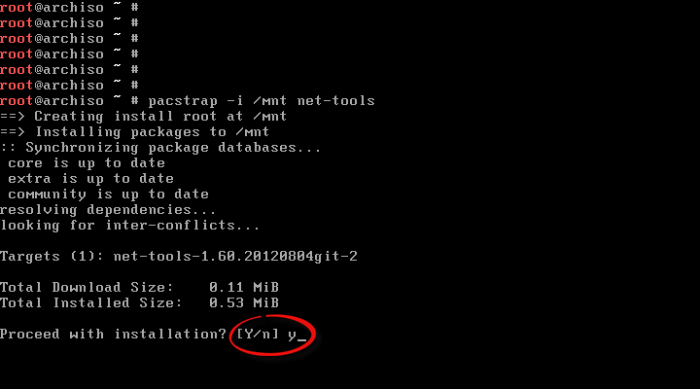 root@archiso ~ #
root@archiso ~ #
root@archiso ~ #
root@archiso ~ #
root@archiso ~ #
root@archiso ~ #
root@archiso ~ # pacstrap -i /mnt net-tools
==> Creating install root at /mnt
==> Installing packages to /mnt
:: Synchronizing package databases...
 core is up to date
 extra is up to date
 community is up to date
resolving dependencies...
looking for inter-conflicts...
Targets (1): net-tools-1.60.20120804git-2
Total Download Size:    0.11 MiB
Total Installed Size:   0.53 MiB
Proceed with installation? [Y/n] y_